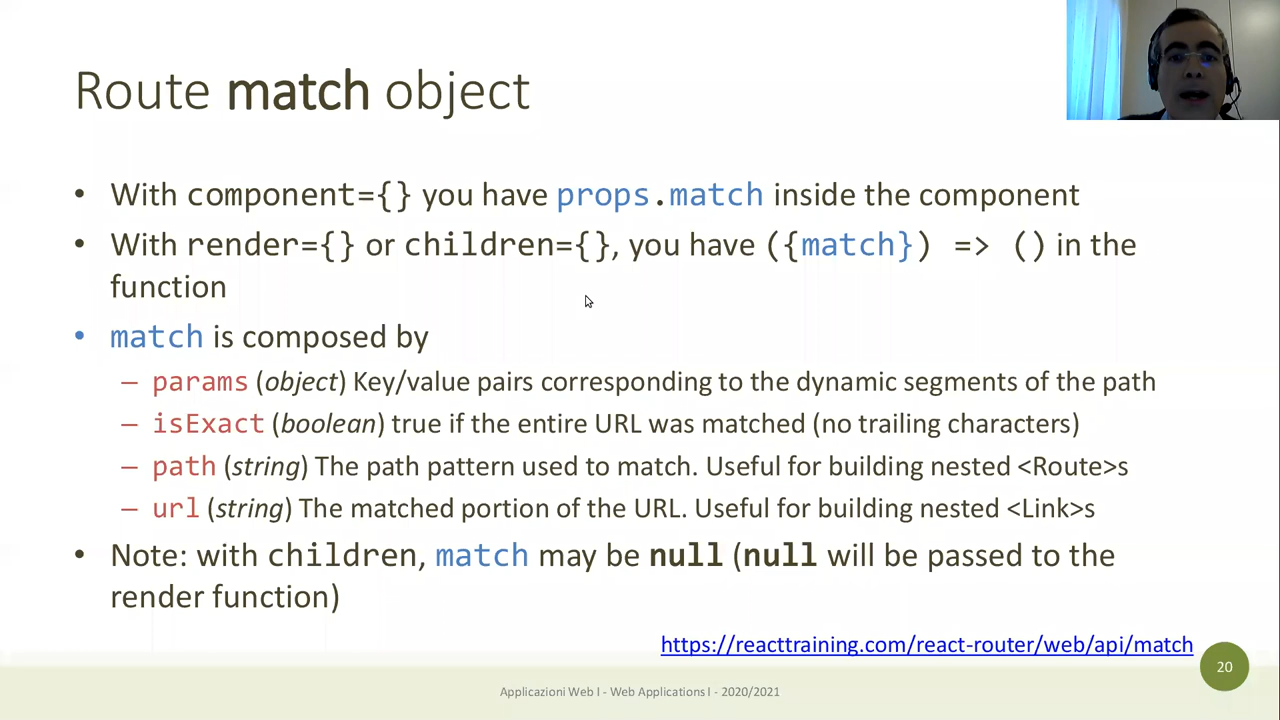 Route match object
• With component={} you have props.match inside the component
• With render={} or children={}, you have ({match}) => () in the
function
• match is composed by
– params (object) Key/value pairs corresponding to the dynamic segments of the path
– isExact (boolean) true if the entire URL was matched (no trailing characters)
– path (string) The path pattern used to match. Useful for building nested <Route>s
– url (string) The matched portion of the URL. Useful for building nested <Link>s
• Note: with children, match may be null (null will be passed to the
render function)
https://reacttraining.com/react-router/web/api/match
20
Applicazioni Web I - Web Applications I - 2020/2021